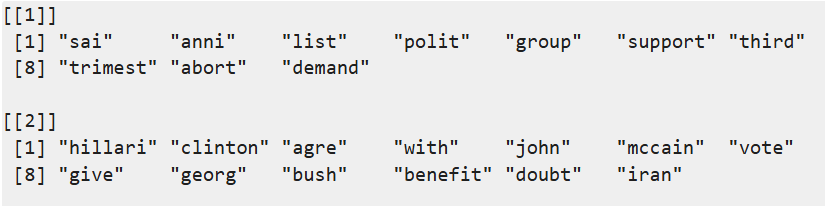 [[1]]
[1] "sai" "anni" "list" "polit" "group" "support" "third"
[8] "trimest" "abort" "demand"
[[2]]
[1] "hillari" "clinton" "agre" "with" "john" "mccain" "vote"
[8] "give" "georg" "bush" "benefit" "doubt" "iran"